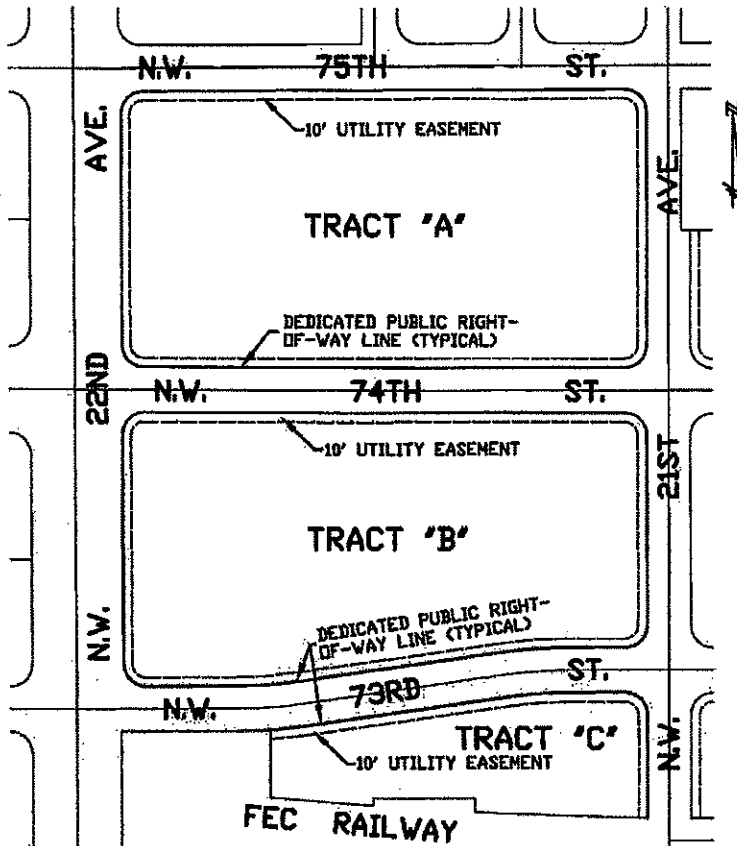 N.W. 75TH ST.
10' UTILITY EASEMENT
AVE.
AVE.
TRACT "A"
DEDICATED PUBLIC RIGHT-
OF-WAY LINE (TYPICAL)
22ND
N.W. 74TH ST.
10' UTILITY EASEMENT
21ST
TRACT "B"
DEDICATED PUBLIC RIGHT-
OF-WAY LINE (TYPICAL)
N.W.
N.W. 73RD ST.
TRACT "C"
N.W.
10' UTILITY EASEMENT
FEC RAILWAY